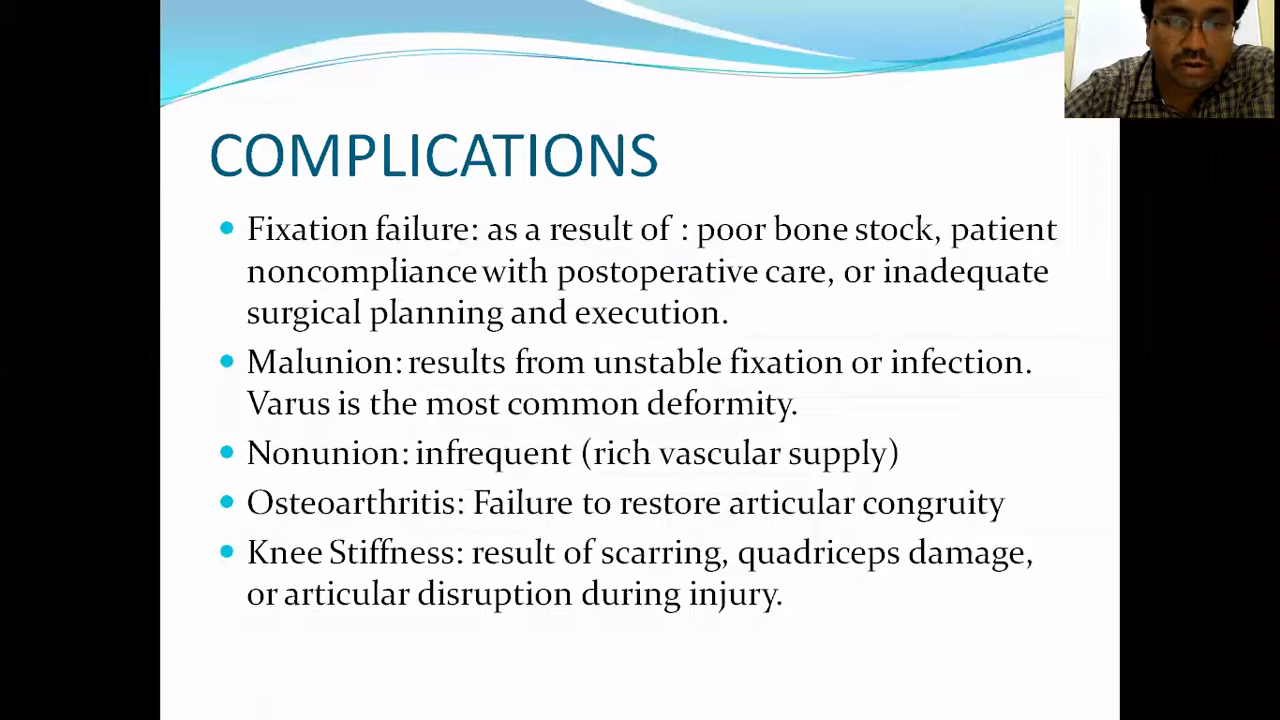 COMPLICATIONS
Fixation failure: as a result of : poor bone stock, patient
noncompliance with postoperative care, or inadequate
surgical planning and execution.
Malunion: results from unstable fixation or infection.
Varus is the most common deformity.
Nonunion: infrequent (rich vascular supply)
Osteoarthritis: Failure to restore articular congruity
Knee Stiffness: result of scarring, quadriceps damage,
or articular disruption during injury.